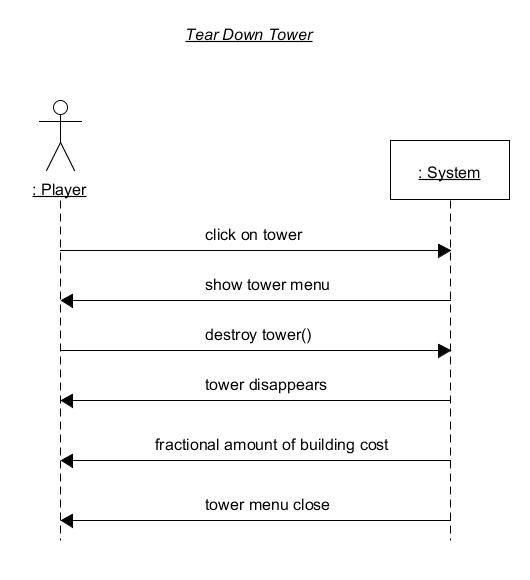 Tear Down Tower
: Player
: System
click on tower
show tower menu
destroy tower()
tower disappears
fractional amount of building cost
tower menu close